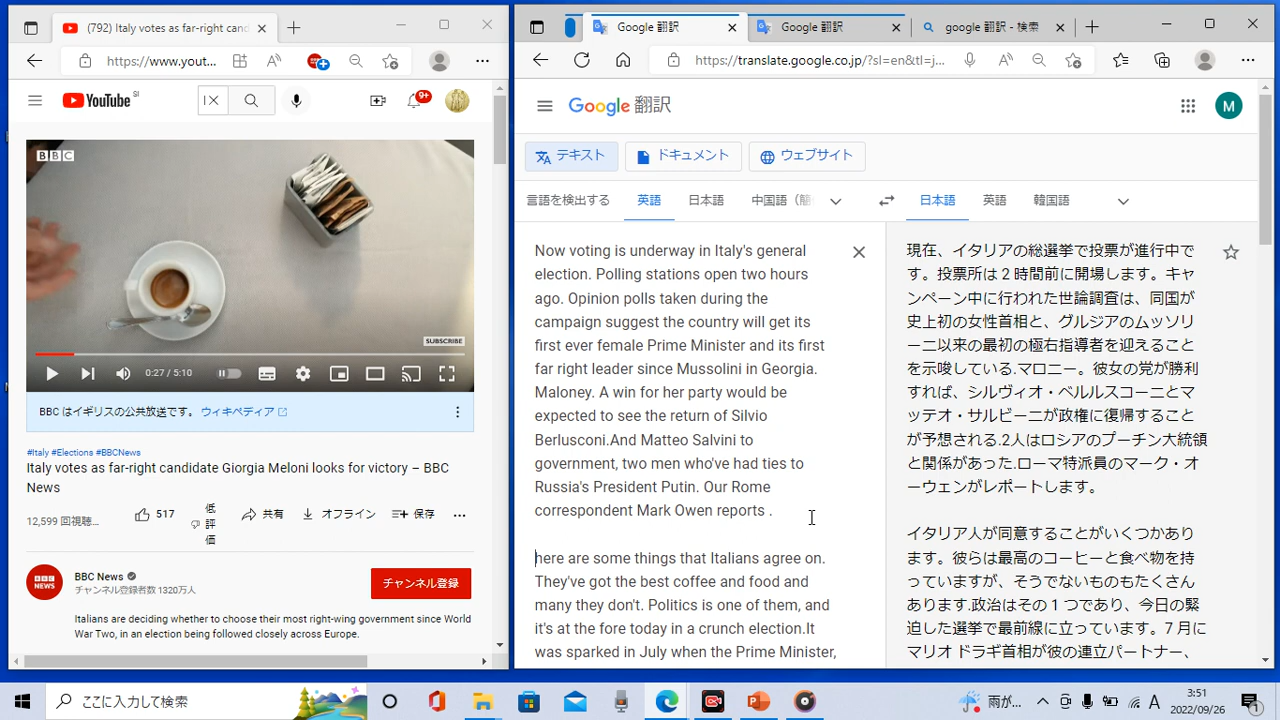 (792) Italy votes as far-right cand
https://www.yout...
9+
YouTube SI
BBC
SUBSCRIBE
0:27 / 5:10
BBC はイギリスの公共放送です。 ウィキペディア
#Italy #Elections #BBCNews
Italy votes as far-right candidate Giorgia Meloni looks for victory – BBC
News
12,599 回視聴...
517
低評価
共有
オフライン
保存
BBC NEWS
BBC News
チャンネル登録者数 1320万人
チャンネル登録
Italians are deciding whether to choose their most right-wing government since World
War Two, in an election being followed closely across Europe.
Google 翻訳
Google 翻訳
google 翻訳 - 検索
https://translate.google.co.jp/?sl=en&tl=j...
Google 翻訳
M
テキスト
ドキュメント
ウェブサイト
言語を検出する
英語
日本語
中国語（簡
日本語
英語
韓国語
Now voting is underway in Italy's general
election. Polling stations open two hours
ago. Opinion polls taken during the
campaign suggest the country will get its
first ever female Prime Minister and its first
far right leader since Mussolini in Georgia.
Maloney. A win for her party would be
expected to see the return of Silvio
Berlusconi.And Matteo Salvini to
government, two men who've had ties to
Russia's President Putin. Our Rome
correspondent Mark Owen reports .
here are some things that Italians agree on.
They've got the best coffee and food and
many they don't. Politics is one of them, and
it's at the fore today in a crunch election.It
was sparked in July when the Prime Minister,
現在、イタリアの総選挙で投票が進行中で
す。投票所は 2 時間前に開場します。キャ
ンペーン中に行われた世論調査は、同国が
史上初の女性首相と、グルジアのムッソリ
ーニ以来の最初の極右指導者を迎えること
を示唆している.マロニー。彼女の党が勝利
すれば、シルヴィオ・ベルルスコーニとマ
ッテオ・サルビーニが政権に復帰すること
が予想される.2人はロシアのプーチン大統領
と関係があった.ローマ特派員のマーク・オ
ーウェンがレポートします。
イタリア人が同意することがいくつかあり
ます。彼らは最高のコーヒーと食べ物を持
っていますが、そうでないものもたくさん
あります.政治はその 1 つであり、今日の緊
迫した選挙で最前線に立っています。7 月に
マリオ ドラギ首相が彼の連立パートナー、
ここに入力して検索
雨が...
A
3:51
2022/09/26
1